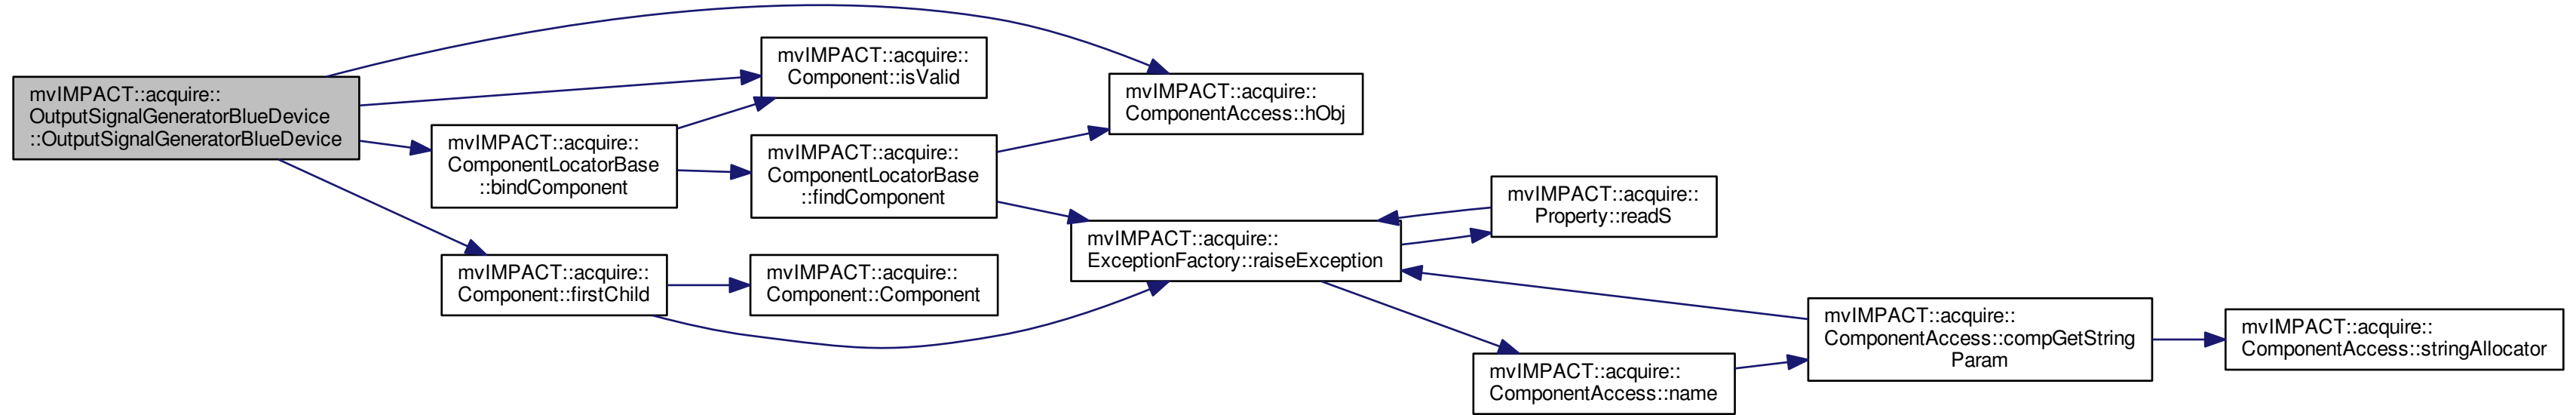 mvIMPACT::acquire::
OutputSignalGeneratorBlueDevice
::OutputSignalGeneratorBlueDevice
mvIMPACT::acquire::
Component::isValid
mvIMPACT::acquire::
ComponentAccess::hObj
mvIMPACT::acquire::
ComponentLocatorBase
::bindComponent
mvIMPACT::acquire::
ComponentLocatorBase
::findComponent
mvIMPACT::acquire::
Property::readS
mvIMPACT::acquire::
ExceptionFactory::raiseException
mvIMPACT::acquire::
Component::firstChild
mvIMPACT::acquire::
Component::Component
mvIMPACT::acquire::
ComponentAccess::compGetString
Param
mvIMPACT::acquire::
ComponentAccess::stringAllocator
mvIMPACT::acquire::
ComponentAccess::name